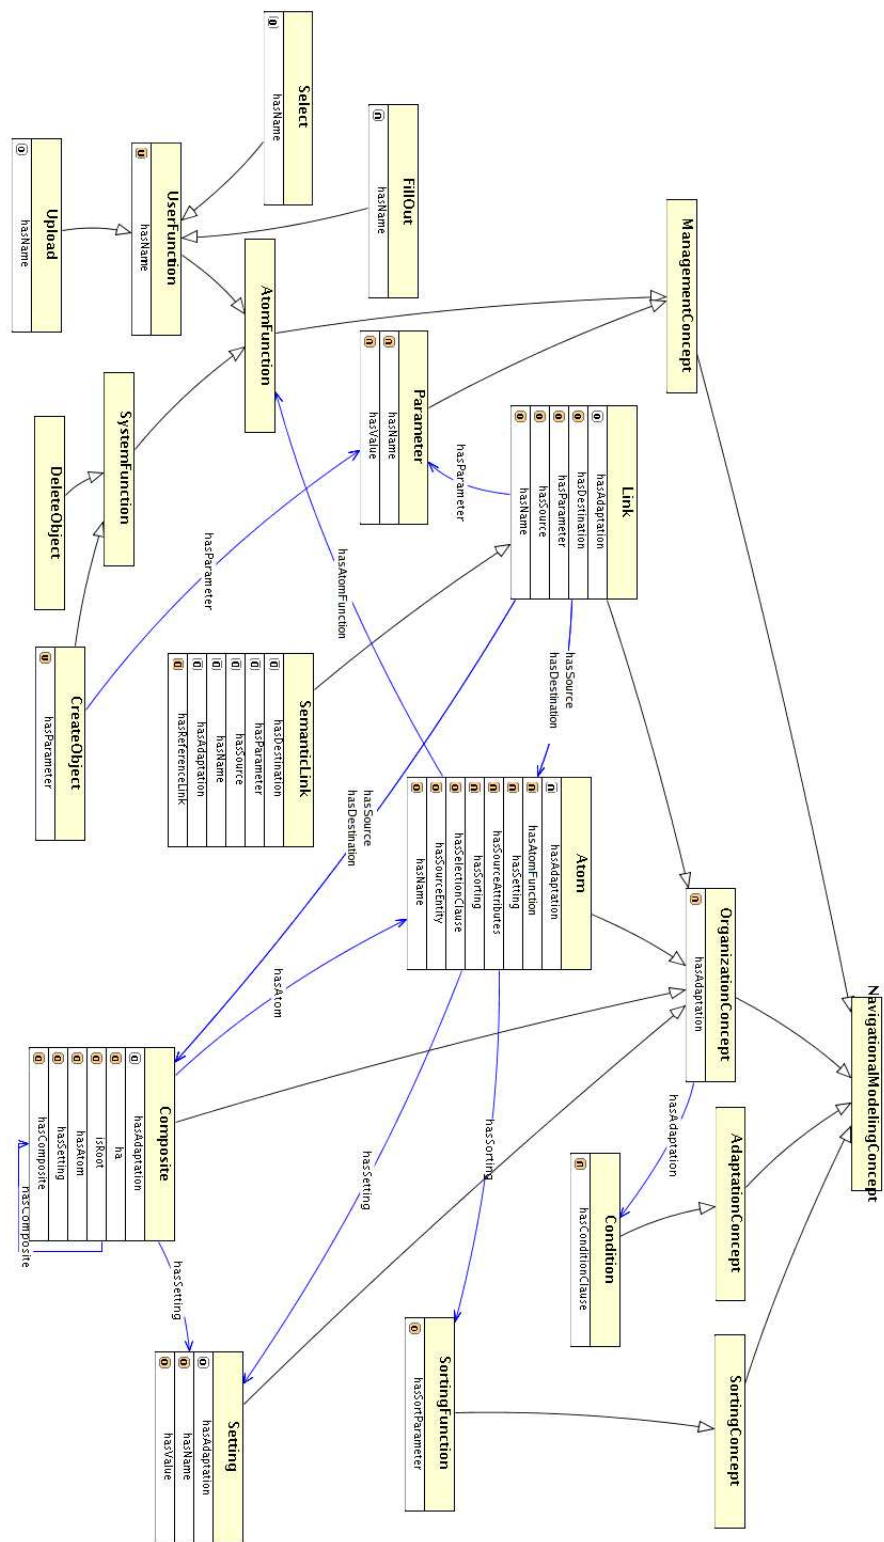 NavigationalModelingConcept
ManagementConcept
OrganizationConcept
hasAdaptation
AdaptationConcept
SortingConcept
hasAdaptation
Link
hasAdaptation
hasDestination
hasParameter
hasSource
hasName
Condition
hasConditionClause
hasSource
hasDestination
Atom
hasAdaptation
hasAtomFunction
hasSetting
hasSourceAttributes
hasSorting
hasSelectionClause
hasSourceEntity
hasName
hasSorting
hasParameter
SortingFunction
hasSortParameter
FillOut
hasName
Parameter
hasName
hasValue
hasSource
hasDestination
hasSetting
hasAtomFunction
Select
hasName
SemanticLink
hasDestination
hasParameter
hasSource
hasName
hasAdaptation
hasReferenceLink
AtomFunction
hasAtom
Setting
hasAdaptation
hasName
hasValue
hasParameter
UserFunction
hasName
hasSetting
Composite
hasAdaptation
ha
isRoot
hasAtom
hasSetting
hasComposite
hasComposite
SystemFunction
CreateObject
hasParameter
DeleteObject
Upload
hasName